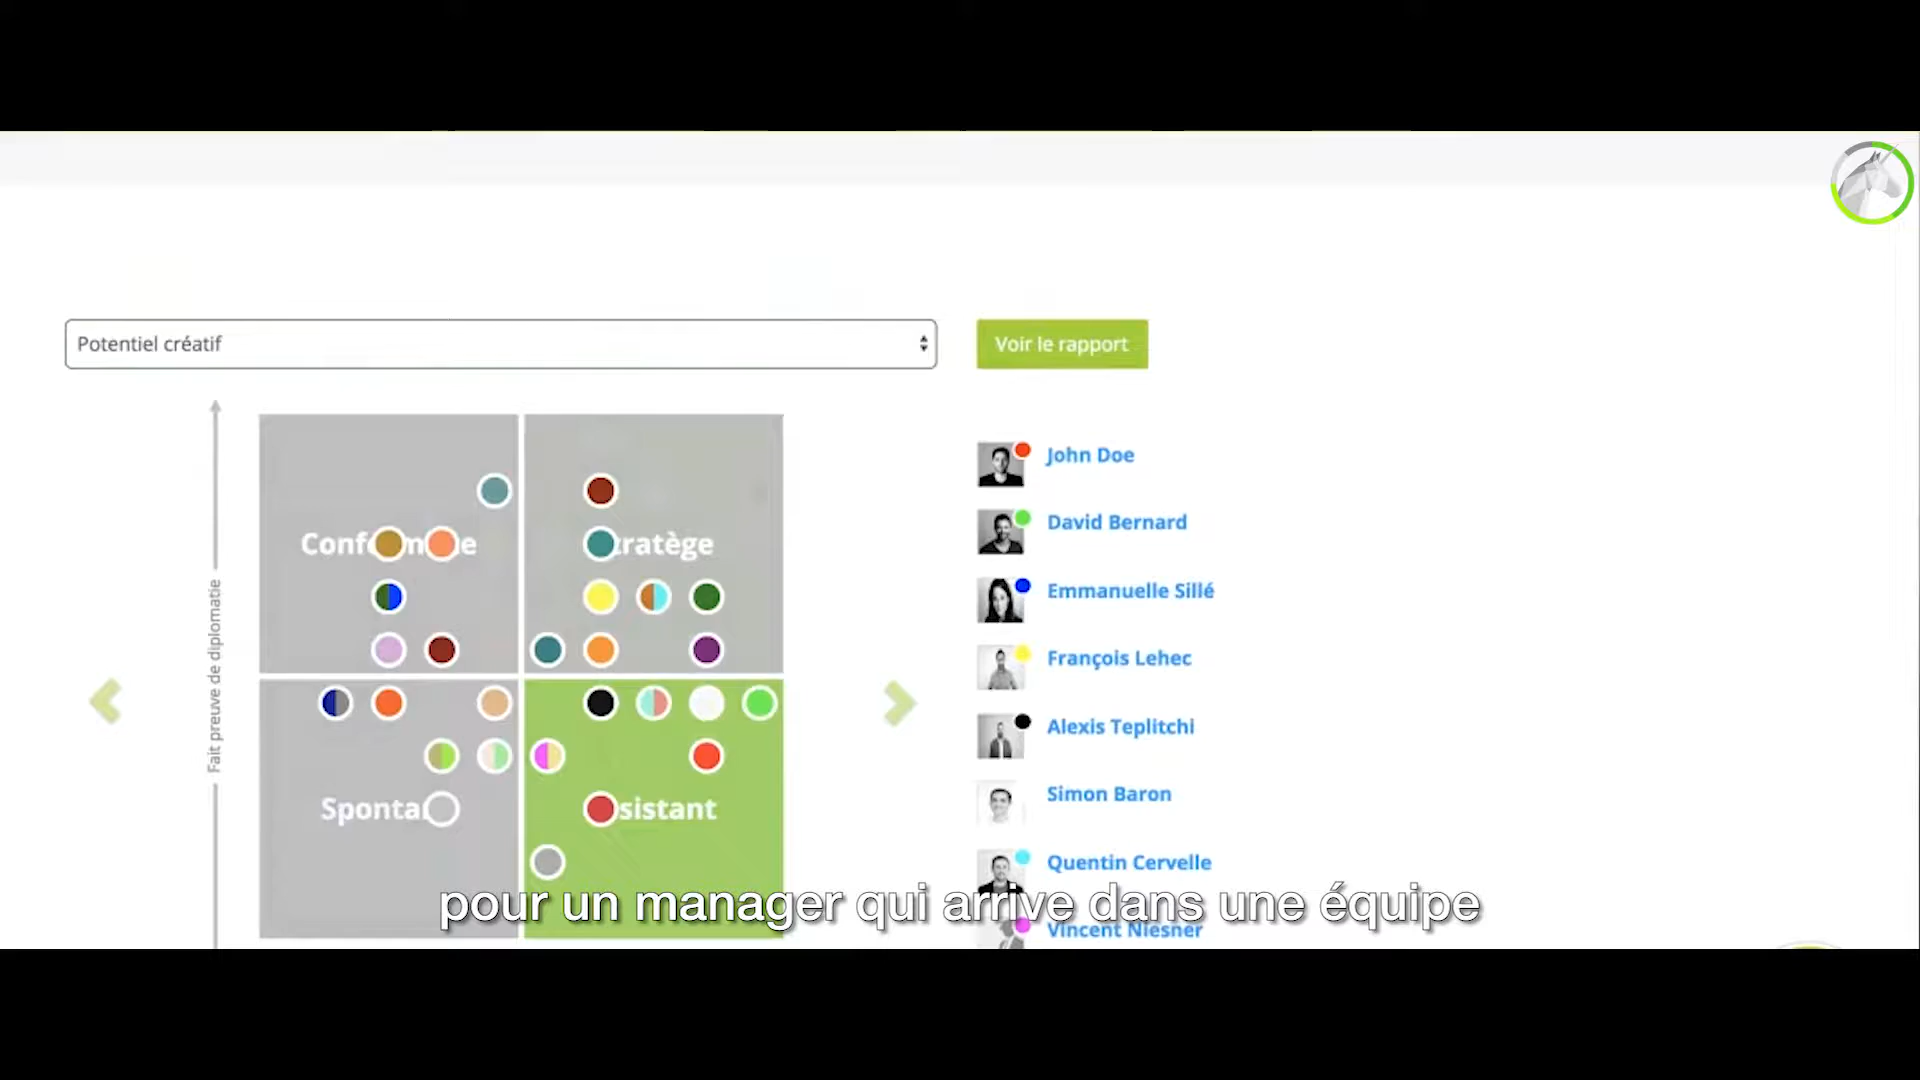 Potentiel créatif
Voir le rapport
Fait preuve de diplomatie
Stratège
John Doe
David Bernard
Emmanuelle Sillé
François Lehec
Alexis Teplitchi
Simon Baron
Quentin Cervelle
Vincent Niesner
pour un manager qui arrive dans une équipe